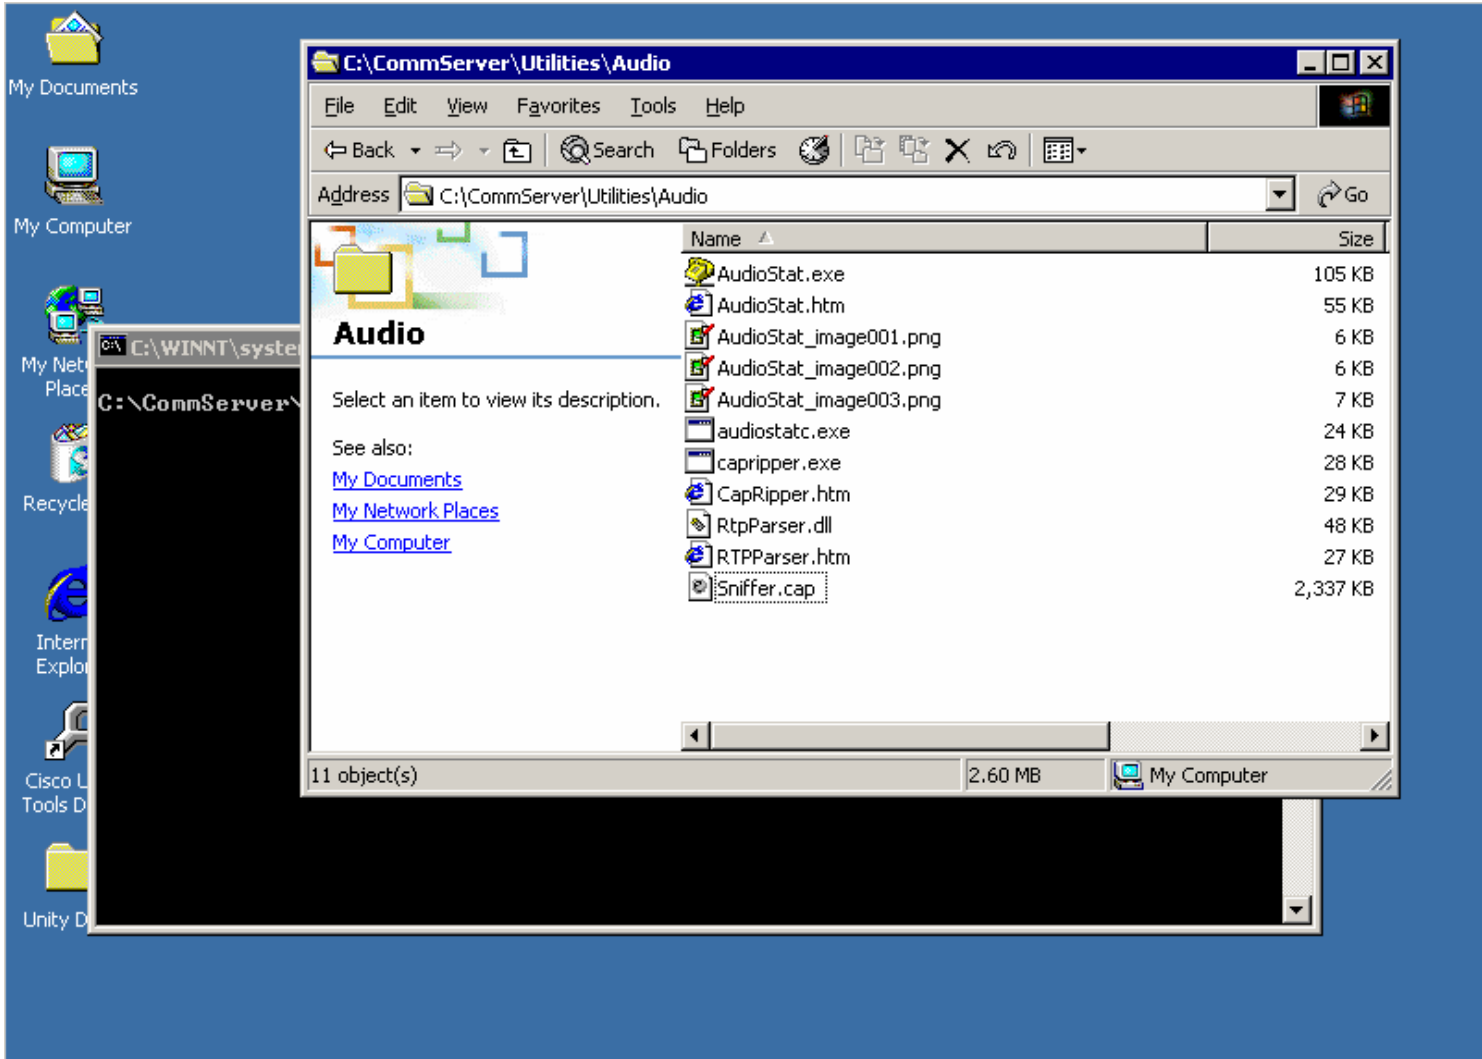 My Documents
My Computer
My Net
Place
Recycle
Intern
Explo
Cisco U
Tools D
Unity D
C:\WINNT\syste
C:\CommServer\
C:\CommServer\Utilities\Audio
File Edit View Favorites Tools Help
Back Search Folders
Address C:\CommServer\Utilities\Audio Go
Name Size
AudioStat.exe 105 KB
AudioStat.htm 55 KB
AudioStat_image001.png 6 KB
AudioStat_image002.png 6 KB
AudioStat_image003.png 7 KB
audiostatc.exe 24 KB
capripper.exe 28 KB
CapRipper.htm 29 KB
RtpParser.dll 48 KB
RTPParser.htm 27 KB
Sniffer.cap 2,337 KB
Audio
Select an item to view its description.
See also:
My Documents
My Network Places
My Computer
11 object(s) 2.60 MB My Computer